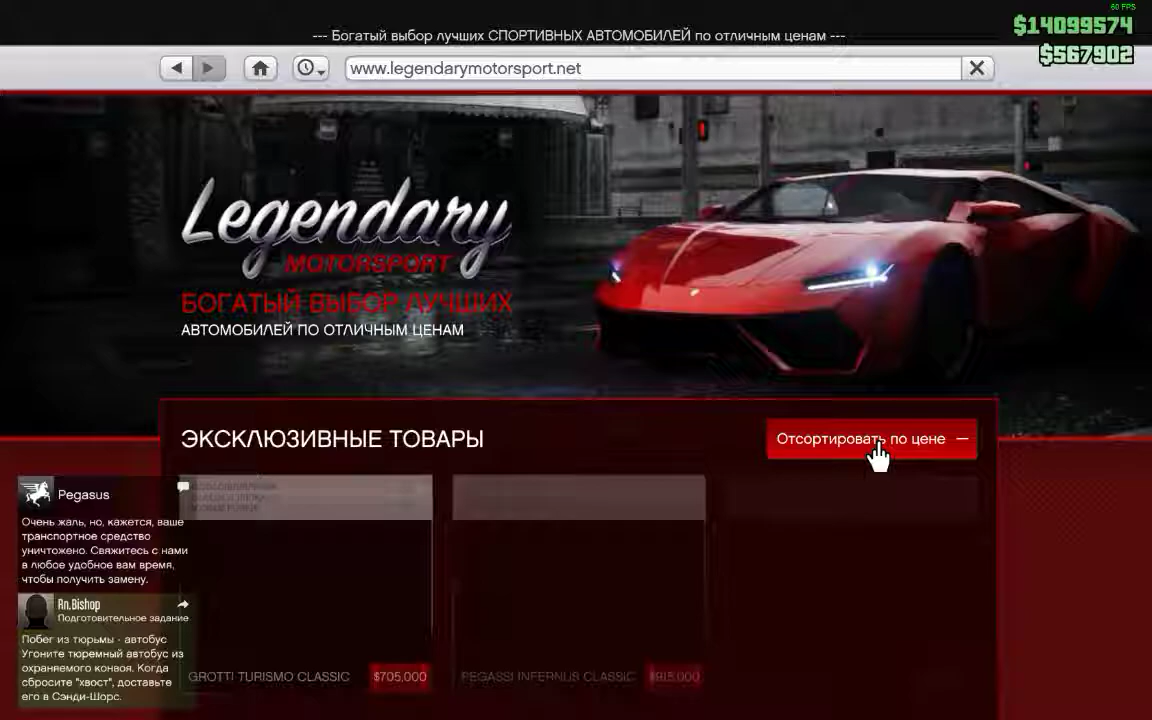 60 FPS
$14099574
$567902
--- Богатый выбор лучших СПОРТИВНЫХ АВТОМОБИЛЕЙ по отличным ценам ---
www.legendarymotorsport.net
Legendary
MOTORSPORT
БОГАТЫЙ ВЫБОР ЛУЧШИХ
АВТОМОБИЛЕЙ ПО ОТЛИЧНЫМ ЦЕНАМ
ЭКСКЛЮЗИВНЫЕ ТОВАРЫ
Отсортировать по цене —
Pegasus
Очень жаль, но, кажется, ваше
транспортное средство
уничтожено. Свяжитесь с нами
в любое удобное вам время,
чтобы получить замену.
Rn.Bishop
Подготовительное задание
Побег из тюрьмы - автобус
Угоните тюремный автобус из
охраняемого конвоя. Когда
сбросите "хвост", доставьте
его в Сэнди-Шорс.
GROTTI TURISMO CLASSIC
$705,000
PEGASSI INFERNUS CLASSIC
$915,000